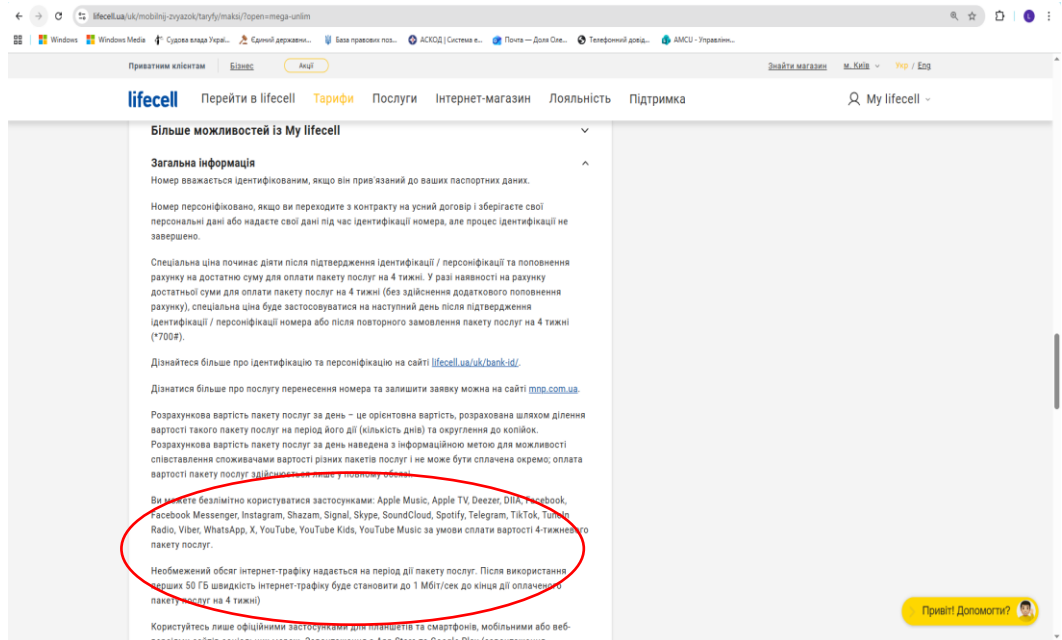 lifecell.ua/uk/mobilnij-zvyazok/taryfy/maksi/?open=mega-unlim
Windows Windows Media Судова влада Украї... Єдиний державни... База правових поз... АСКОД | Система е... Почта — Доля Оле... Телефонний довід... AMCU - Управлінн...
Приватним клієнтам Бізнес Акції Знайти магазин м. Київ Укр / Eng
lifecell Перейти в lifecell Тарифи Послуги Інтернет-магазин Лояльність Підтримка My lifecell
Більше можливостей із My lifecell
Загальна інформація
Номер вважається ідентифікованим, якщо він прив'язаний до ваших паспортних даних.
Номер персоніфіковано, якщо ви переходите з контракту на усний договір і зберігаєте свої
персональні дані або надаєте свої дані під час ідентифікації номера, але процес ідентифікації не
завершено.
Спеціальна ціна починає діяти після підтвердження ідентифікації / персоніфікації та поповнення
рахунку на достатню суму для оплати пакету послуг на 4 тижні. У разі наявності на рахунку
достатньої суми для оплати пакету послуг на 4 тижні (без здійснення додаткового поповнення
рахунку), спеціальна ціна буде застосовуватися на наступний день після підтвердження
ідентифікації / персоніфікації номера або після повторного замовлення пакету послуг на 4 тижні
(*700#).
Дізнайтеся більше про ідентифікацію та персоніфікацію на сайті lifecell.ua/uk/bank-id/.
Дізнатися більше про послугу перенесення номера та залишити заявку можна на сайті mnp.com.ua.
Розрахункова вартість пакету послуг за день – це орієнтовна вартість, розрахована шляхом ділення
вартості такого пакету послуг на період його дії (кількість днів) та округлення до копійок.
Розрахункова вартість пакету послуг за день наведена з інформаційною метою для можливості
співставлення споживачами вартості різних пакетів послуг і не може бути сплачена окремо; оплата
вартості пакету послуг здійснюється лише у повному обсязі.
Ви можете безлімітно користуватися застосунками: Apple Music, Apple TV, Deezer, DIIA, Facebook,
Facebook Messenger, Instagram, Shazam, Signal, Skype, SoundCloud, Spotify, Telegram, TikTok, TuneIn
Radio, Viber, WhatsApp, X, YouTube, YouTube Kids, YouTube Music за умови сплати вартості 4-тижневого
пакету послуг.
Необмежений обсяг інтернет-трафіку надається на період дії пакету послуг. Після використання
перших 50 ГБ швидкість інтернет-трафіку буде становити до 1 Мбіт/сек до кінця дії оплаченого
пакету послуг на 4 тижні)
Користуйтесь лише офіційними застосунками для планшетів та смартфонів, мобільними або веб-
Привіт! Допомогти?